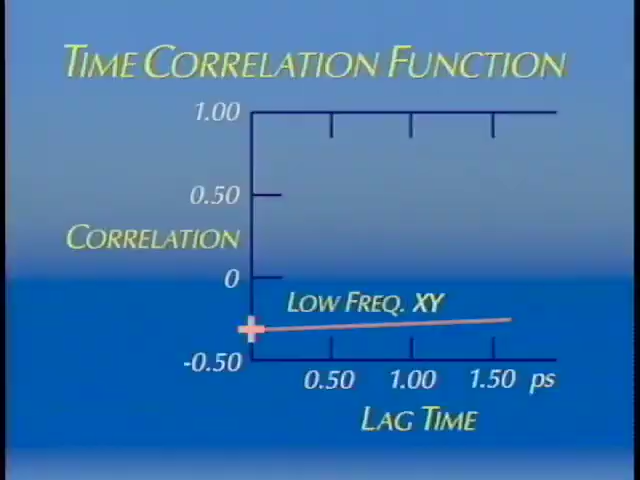 TIME CORRELATION FUNCTION
1.00
0.50
CORRELATION
0
LOW FREQ. XY
-0.50
0.50 1.00 1.50 ps
LAG TIME